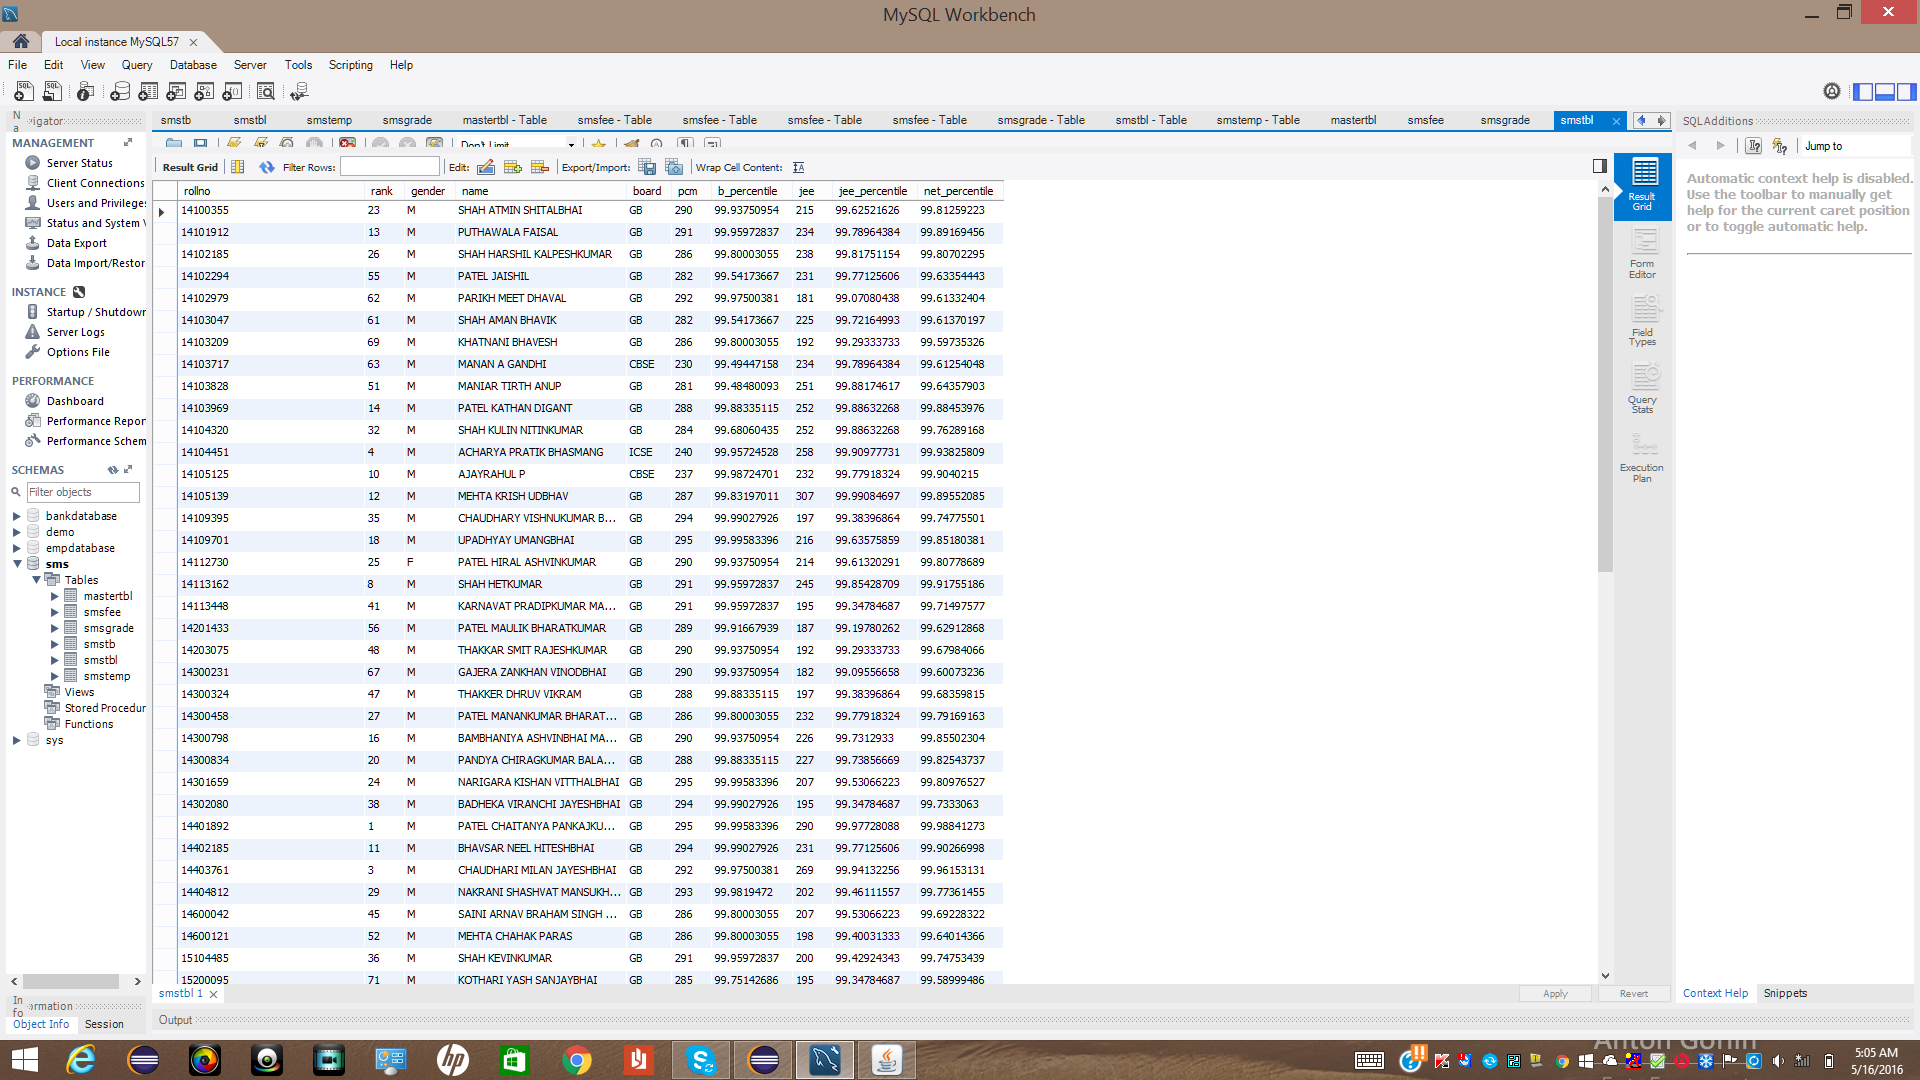 MySQL Workbench
Local instance MySQL57
File Edit View Query Database Server Tools Scripting Help
Na
vigator
smstb smstbl smstemp smsgrade mastertbl - Table smsfee - Table smsfee - Table smsfee - Table smsfee - Table smsgrade - Table smstbl - Table smstemp - Table mastertbl smsfee smsgrade smstbl
SQLAdditions
MANAGEMENT
Server Status
Client Connections
Users and Privileges
Status and System V
Data Export
Data Import/Restor
INSTANCE
Startup / Shutdown
Server Logs
Options File
PERFORMANCE
Dashboard
Performance Repor
Performance Schem
SCHEMAS
Filter objects
bankdatabase
demo
empdatabase
sms
Tables
mastertbl
smsfee
smsgrade
smstb
smstbl
smstemp
Views
Stored Procedur
Functions
sys
Don't Limit
Result Grid Filter Rows: Edit: Export/Import: Wrap Cell Content:
rollno rank gender name board pcm b_percentile jee jee_percentile net_percentile
14100355 23 M SHAH ATMIN SHITALBHAI GB 290 99.93750954 215 99.62521626 99.81259223
14101912 13 M PUTHAWALA FAISAL GB 291 99.95972837 234 99.78964384 99.89169456
14102185 26 M SHAH HARSHIL KALPESHKUMAR GB 286 99.80003055 238 99.81751154 99.80702295
14102294 55 M PATEL JAISHIL GB 282 99.54173667 231 99.77125606 99.63354443
14102979 62 M PARIKH MEET DHAVAL GB 292 99.97500381 181 99.07080438 99.61332404
14103047 61 M SHAH AMAN BHAVIK GB 282 99.54173667 225 99.72164993 99.61370197
14103209 69 M KHATNANI BHAVESH GB 286 99.80003055 192 99.29333733 99.59735326
14103717 63 M MANAN A GANDHI CBSE 230 99.49447158 234 99.78964384 99.61254048
14103828 51 M MANIAR TIRTH ANUP GB 281 99.48480093 251 99.88174617 99.64357903
14103969 14 M PATEL KATHAN DIGANT GB 288 99.88335115 252 99.88632268 99.88453976
14104320 32 M SHAH KULIN NITINKUMAR GB 284 99.68060435 252 99.88632268 99.76289168
14104451 4 M ACHARYA PRATIK BHASMANG ICSE 240 99.95724528 258 99.90977731 99.93825809
14105125 10 M AJAYRAHUL P CBSE 237 99.98724701 232 99.77918324 99.9040215
14105139 12 M MEHTA KRISH UDBHAV GB 287 99.83197011 307 99.99084697 99.89552085
14109395 35 M CHAUDHARY VISHNUKUMAR B... GB 294 99.99027926 197 99.38396864 99.74775501
14109701 18 M UPADHYAY UMANGBHAI GB 295 99.99583396 216 99.63575859 99.85180381
14112730 25 F PATEL HIRAL ASHVINKUMAR GB 290 99.93750954 214 99.61320291 99.80778689
14113162 8 M SHAH HETKUMAR GB 291 99.95972837 245 99.85428709 99.91755186
14113448 41 M KARNAVAT PRADIPKUMAR MA... GB 291 99.95972837 195 99.34784687 99.71497577
14201433 56 M PATEL MAULIK BHARATKUMAR GB 289 99.91667939 187 99.19780262 99.62912868
14203075 48 M THAKKAR SMIT RAJESHKUMAR GB 290 99.93750954 192 99.29333733 99.67984066
14300231 67 M GAJERA ZANKHAN VINODBHAI GB 290 99.93750954 182 99.09556658 99.60073236
14300324 47 M THAKKER DHRUV VIKRAM GB 288 99.88335115 197 99.38396864 99.68359815
14300458 27 M PATEL MANANKUMAR BHARAT... GB 286 99.80003055 232 99.77918324 99.79169163
14300798 16 M BAMBHANIYA ASHVINBHAI MA... GB 290 99.93750954 226 99.7312933 99.85502304
14300834 20 M PANDYA CHIRAGKUMAR BALA... GB 288 99.88335115 227 99.73856669 99.82543737
14301659 24 M NARIGARA KISHAN VITTHALBHAI GB 295 99.99583396 207 99.53066223 99.80976527
14302080 38 M BADHEKA VIRANCHI JAYESHBHAI GB 294 99.99027926 195 99.34784687 99.7333063
14401892 1 M PATEL CHAITANYA PANKAJKU... GB 295 99.99583396 290 99.97728088 99.98841273
14402185 11 M BHAVSAR NEEL HITESHBHAI GB 294 99.99027926 231 99.77125606 99.90266998
14403761 3 M CHAUDHARI MILAN JAYESHBHAI GB 292 99.97500381 269 99.94132256 99.96153131
14404812 29 M NAKRANI SHASHVAT MANSUKH... GB 293 99.9819472 202 99.46111557 99.77361455
14600042 45 M SAINI ARNAV BRAHAM SINGH ... GB 286 99.80003055 207 99.53066223 99.69228322
14600121 52 M MEHTA CHAHAK PARAS GB 286 99.80003055 198 99.40031333 99.64014366
15104485 36 M SHAH KEVINKUMAR GB 291 99.95972837 200 99.42924343 99.74753439
15200095 71 M KOTHARI YASH SANJAYBHAI GB 285 99.75142686 195 99.34784687 99.58999486
Result
Grid
Form
Editor
Field
Types
Query
Stats
Execution
Plan
Jump to
Automatic context help is disabled.
Use the toolbar to manually get
help for the current caret position
or to toggle automatic help.
smstbl 1
Apply Revert
Context Help Snippets
In
fo
rmation
Object Info Session
Output
5:05 AM
5/16/2016